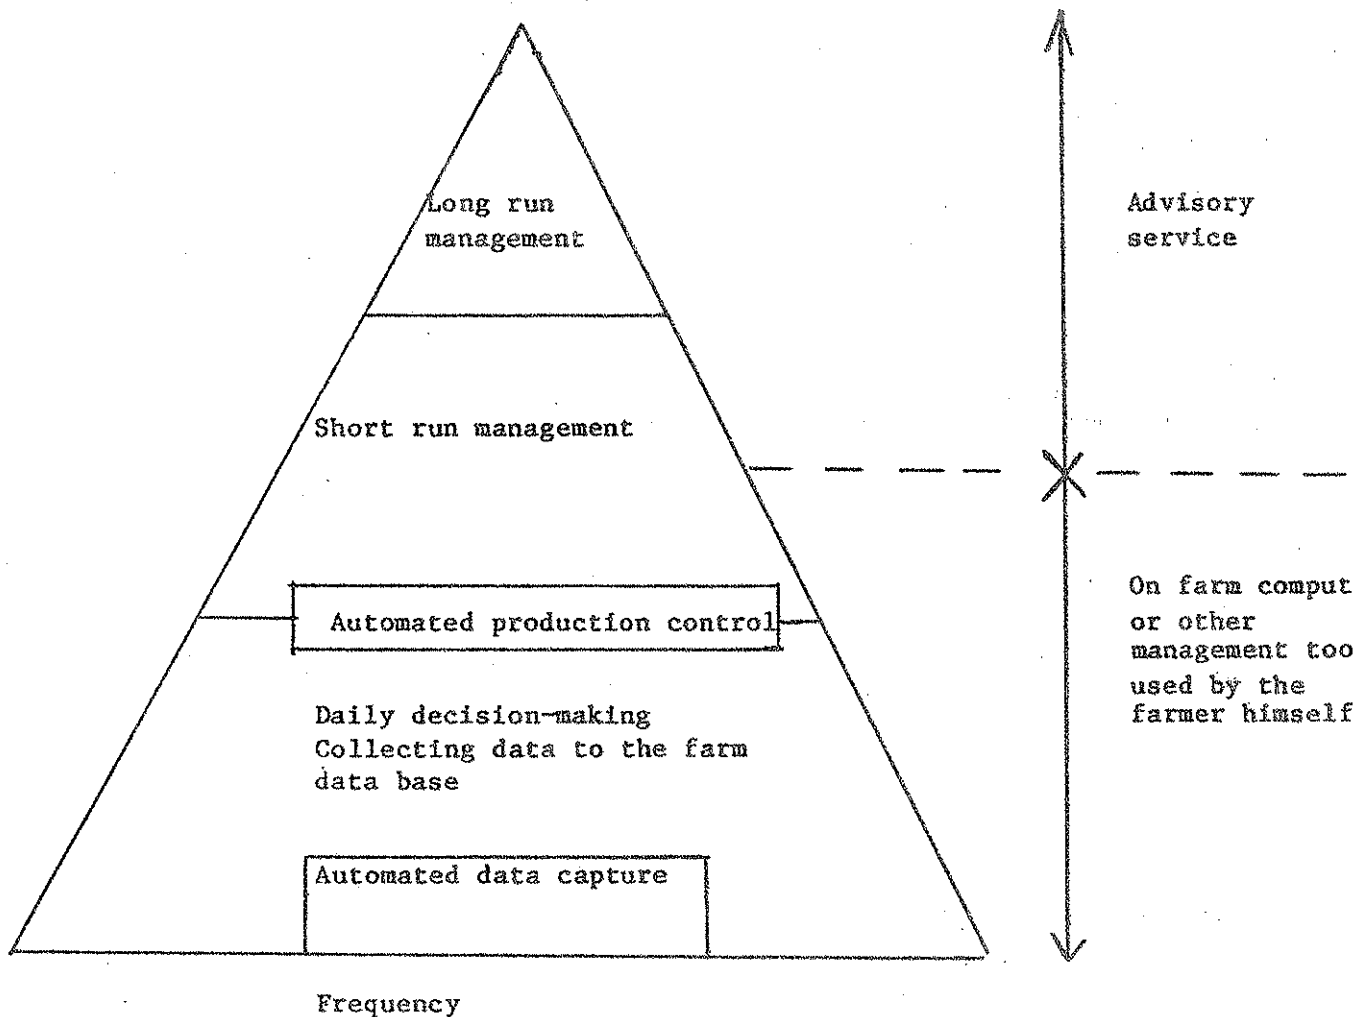 Long run
management
Advisory
service
Short run management
Automated production control
On farm comput
or other
management too
used by the
farmer himself
Daily decision-making
Collecting data to the farm
data base
Automated data capture
Frequency